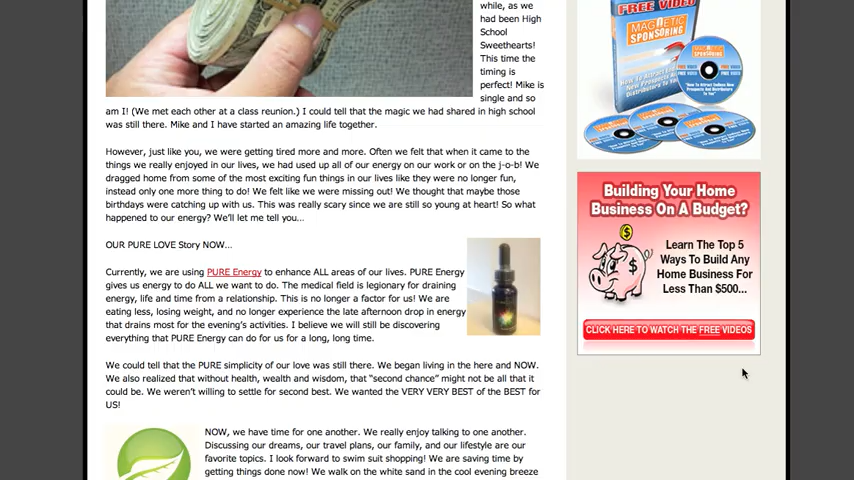 while, as we
had been High
School
Sweethearts!
This time the
timing is
perfect! Mike is
single and so
am I! (We met each other at a class reunion.) I could tell that the magic we had shared in high school
was still there. Mike and I have started an amazing life together.
However, just like you, we were getting tired more and more. Often we felt that when it came to the
things we really enjoyed in our lives, we had used up all of our energy on our work or on the j-o-b! We
dragged home from some of the most exciting fun things in our lives like they were no longer fun,
instead only one more thing to do! We felt like we were missing out! We thought that maybe those
birthdays were catching up with us. This was really scary since we are still so young at heart! So what
happened to our energy? We'll let me tell you...
OUR PURE LOVE Story NOW...
Currently, we are using PURE Energy to enhance ALL areas of our lives. PURE Energy
gives us energy to do ALL we want to do. The medical field is legionary for draining
energy, life and time from a relationship. This is no longer a factor for us! We are
eating less, losing weight, and no longer experience the late afternoon drop in energy
that drains most for the evening's activities. I believe we will still be discovering
everything that PURE Energy can do for us for a long, long time.
We could tell that the PURE simplicity of our love was still there. We began living in the here and NOW.
We also realized that without health, wealth and wisdom, that "second chance" might not be all that it
could be. We weren't willing to settle for second best. We wanted the VERY VERY BEST of the BEST for
US!
NOW, we have time for one another. We really enjoy talking to one another.
Discussing our dreams, our travel plans, our family, and our lifestyle are our
favorite topics. I look forward to swim suit shopping! We are saving time by
getting things done now! We walk on the white sand in the cool evening breeze
FREE VIDEO
MAGNETIC
SPONSORING
Building Your Home
Business On A Budget?
Learn The Top 5
Ways To Build Any
Home Business For
Less Than $500...
CLICK HERE TO WATCH THE FREE VIDEOS